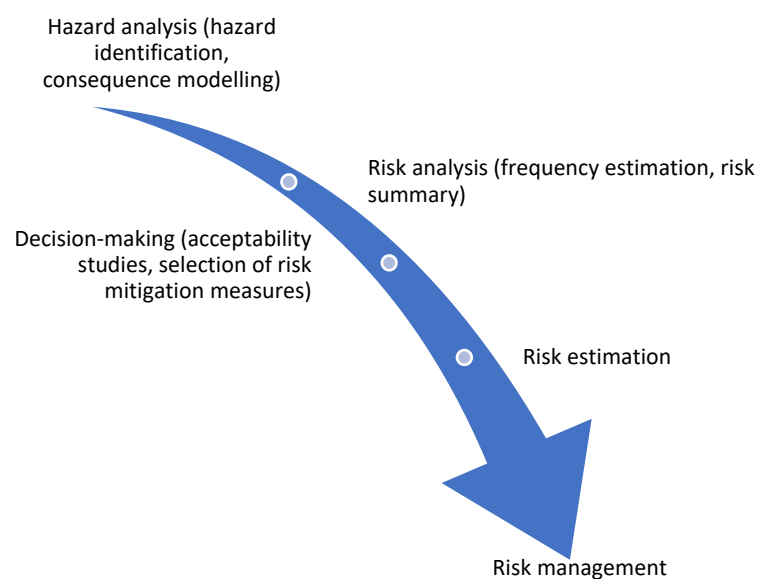 Hazard analysis (hazard
identification,
consequence modelling)
Risk analysis (frequency estimation, risk
summary)
Decision-making (acceptability
studies, selection of risk
mitigation measures)
Risk estimation
Risk management